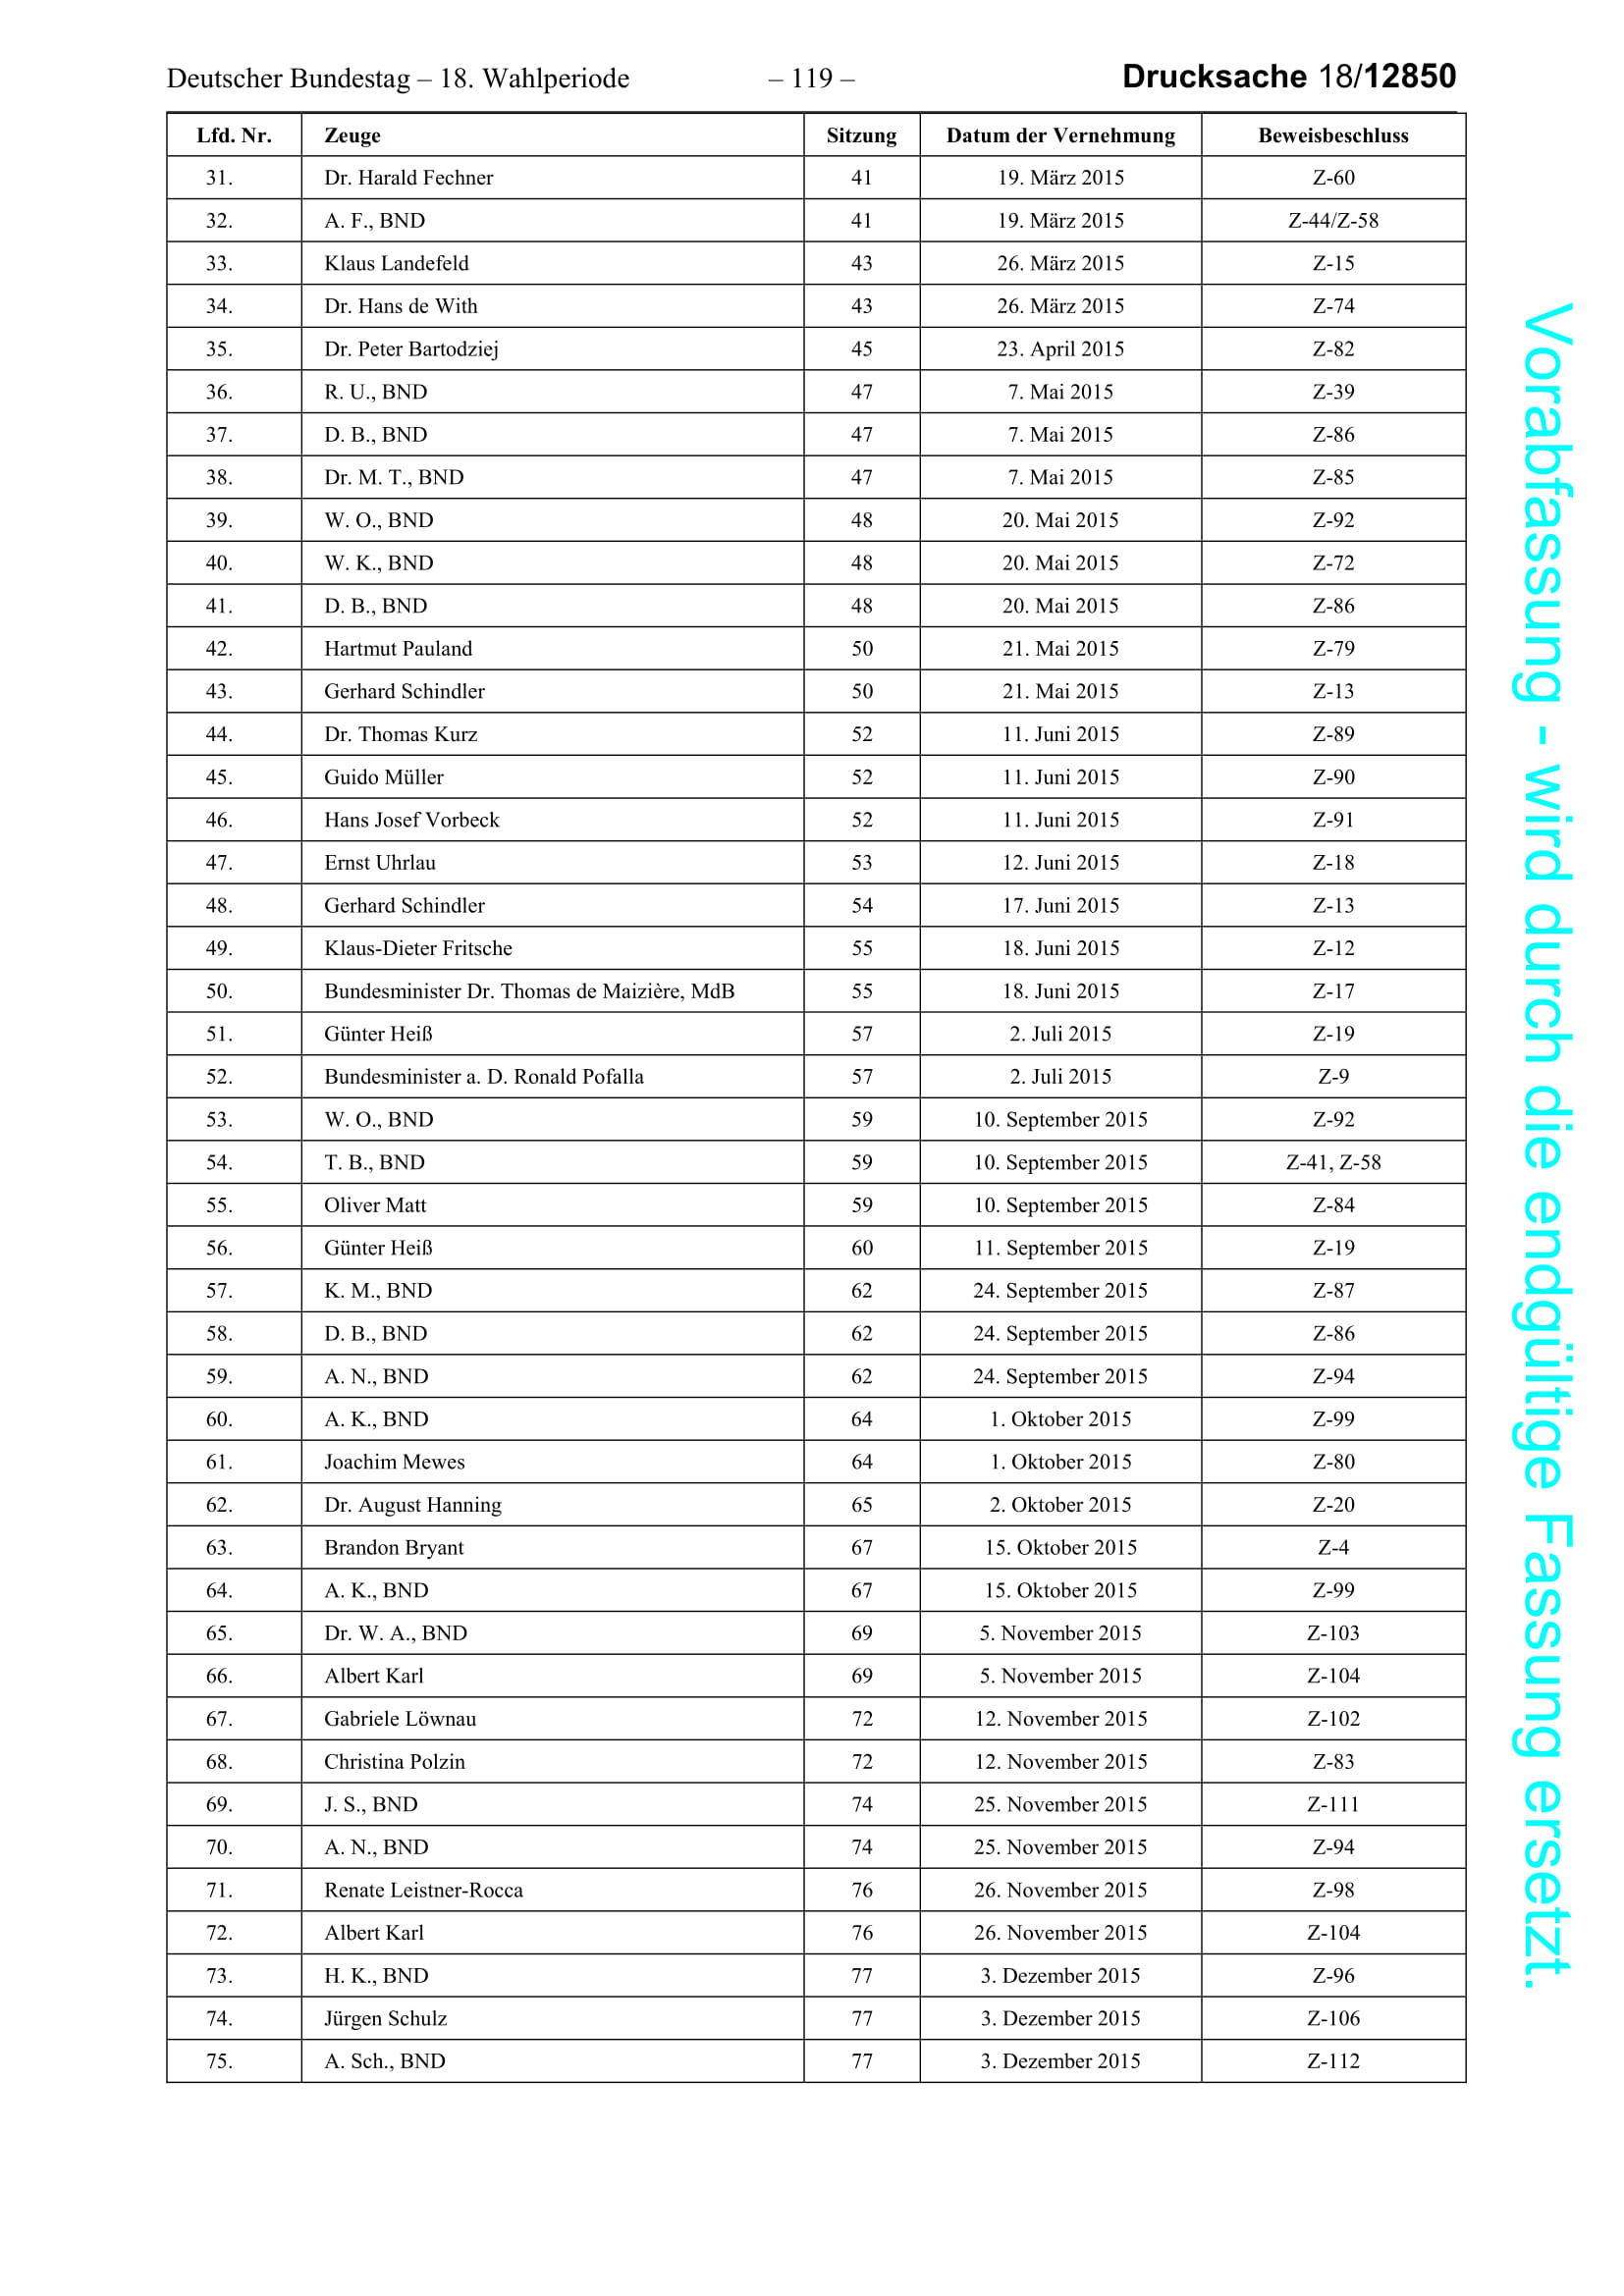 Deutscher Bundestag – 18. Wahlperiode – 119 – Drucksache 18/12850
Lfd. Nr. Zeuge Sitzung Datum der Vernehmung Beweisbeschluss
31. Dr. Harald Fechner 41 19. März 2015 Z-60
32. A. F., BND 41 19. März 2015 Z-44/Z-58
33. Klaus Landefeld 43 26. März 2015 Z-15
34. Dr. Hans de With 43 26. März 2015 Z-74
35. Dr. Peter Bartodziej 45 23. April 2015 Z-82
36. R. U., BND 47 7. Mai 2015 Z-39
37. D. B., BND 47 7. Mai 2015 Z-86
38. Dr. M. T., BND 47 7. Mai 2015 Z-85
39. W. O., BND 48 20. Mai 2015 Z-92
40. W. K., BND 48 20. Mai 2015 Z-72
41. D. B., BND 48 20. Mai 2015 Z-86
42. Hartmut Pauland 50 21. Mai 2015 Z-79
43. Gerhard Schindler 50 21. Mai 2015 Z-13
44. Dr. Thomas Kurz 52 11. Juni 2015 Z-89
45. Guido Müller 52 11. Juni 2015 Z-90
46. Hans Josef Vorbeck 52 11. Juni 2015 Z-91
47. Ernst Uhrlau 53 12. Juni 2015 Z-18
48. Gerhard Schindler 54 17. Juni 2015 Z-13
49. Klaus-Dieter Fritsche 55 18. Juni 2015 Z-12
50. Bundesminister Dr. Thomas de Maizière, MdB 55 18. Juni 2015 Z-17
51. Günter Heiß 57 2. Juli 2015 Z-19
52. Bundesminister a. D. Ronald Pofalla 57 2. Juli 2015 Z-9
53. W. O., BND 59 10. September 2015 Z-92
54. T. B., BND 59 10. September 2015 Z-41, Z-58
55. Oliver Matt 59 10. September 2015 Z-84
56. Günter Heiß 60 11. September 2015 Z-19
57. K. M., BND 62 24. September 2015 Z-87
58. D. B., BND 62 24. September 2015 Z-86
59. A. N., BND 62 24. September 2015 Z-94
60. A. K., BND 64 1. Oktober 2015 Z-99
61. Joachim Mewes 64 1. Oktober 2015 Z-80
62. Dr. August Hanning 65 2. Oktober 2015 Z-20
63. Brandon Bryant 67 15. Oktober 2015 Z-4
64. A. K., BND 67 15. Oktober 2015 Z-99
65. Dr. W. A., BND 69 5. November 2015 Z-103
66. Albert Karl 69 5. November 2015 Z-104
67. Gabriele Löwnau 72 12. November 2015 Z-102
68. Christina Polzin 72 12. November 2015 Z-83
69. J. S., BND 74 25. November 2015 Z-111
70. A. N., BND 74 25. November 2015 Z-94
71. Renate Leistner-Rocca 76 26. November 2015 Z-98
72. Albert Karl 76 26. November 2015 Z-104
73. H. K., BND 77 3. Dezember 2015 Z-96
74. Jürgen Schulz 77 3. Dezember 2015 Z-106
75. A. Sch., BND 77 3. Dezember 2015 Z-112
Vorabfassung - wird durch die endgültige Fassung ersetzt.